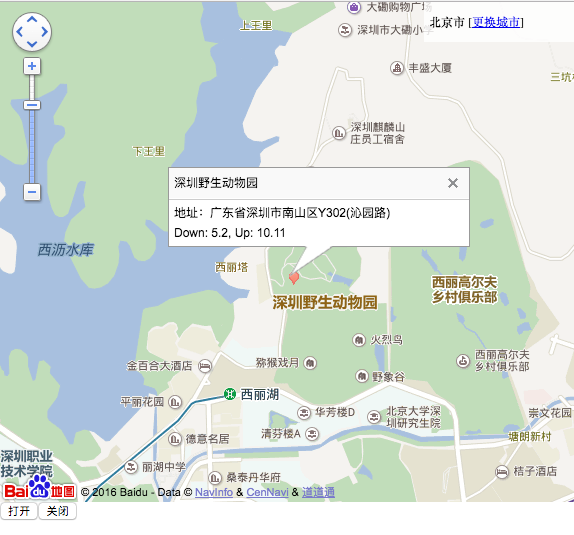 大磡购物广场
北京市 [更换城市]
上王里
深圳市大磡小学
丰盛大厦
三坑村
深圳麒麟山
庄员工宿舍
下王里
深圳野生动物园
地址：广东省深圳市南山区Y302(沁园路)
Down: 5.2, Up: 10.11
西沥水库
西丽塔
深圳野生动物园
西丽高尔夫
乡村俱乐部
火烈鸟
猕猴戏月
西丽高尔夫
乡村俱乐部
金百合大酒店
野象谷
西丽湖
平丽花园
华芳楼D
北京大学深
圳研究生院
崇文花园
德意名居
清芬楼A
塘朗新村
深圳职业
技术学院
丽湖中学
桑泰丹华府
桔子酒店
Bai du 地图
© 2016 Baidu - Data © NavInfo & CenNavi & 道道通
打开 关闭